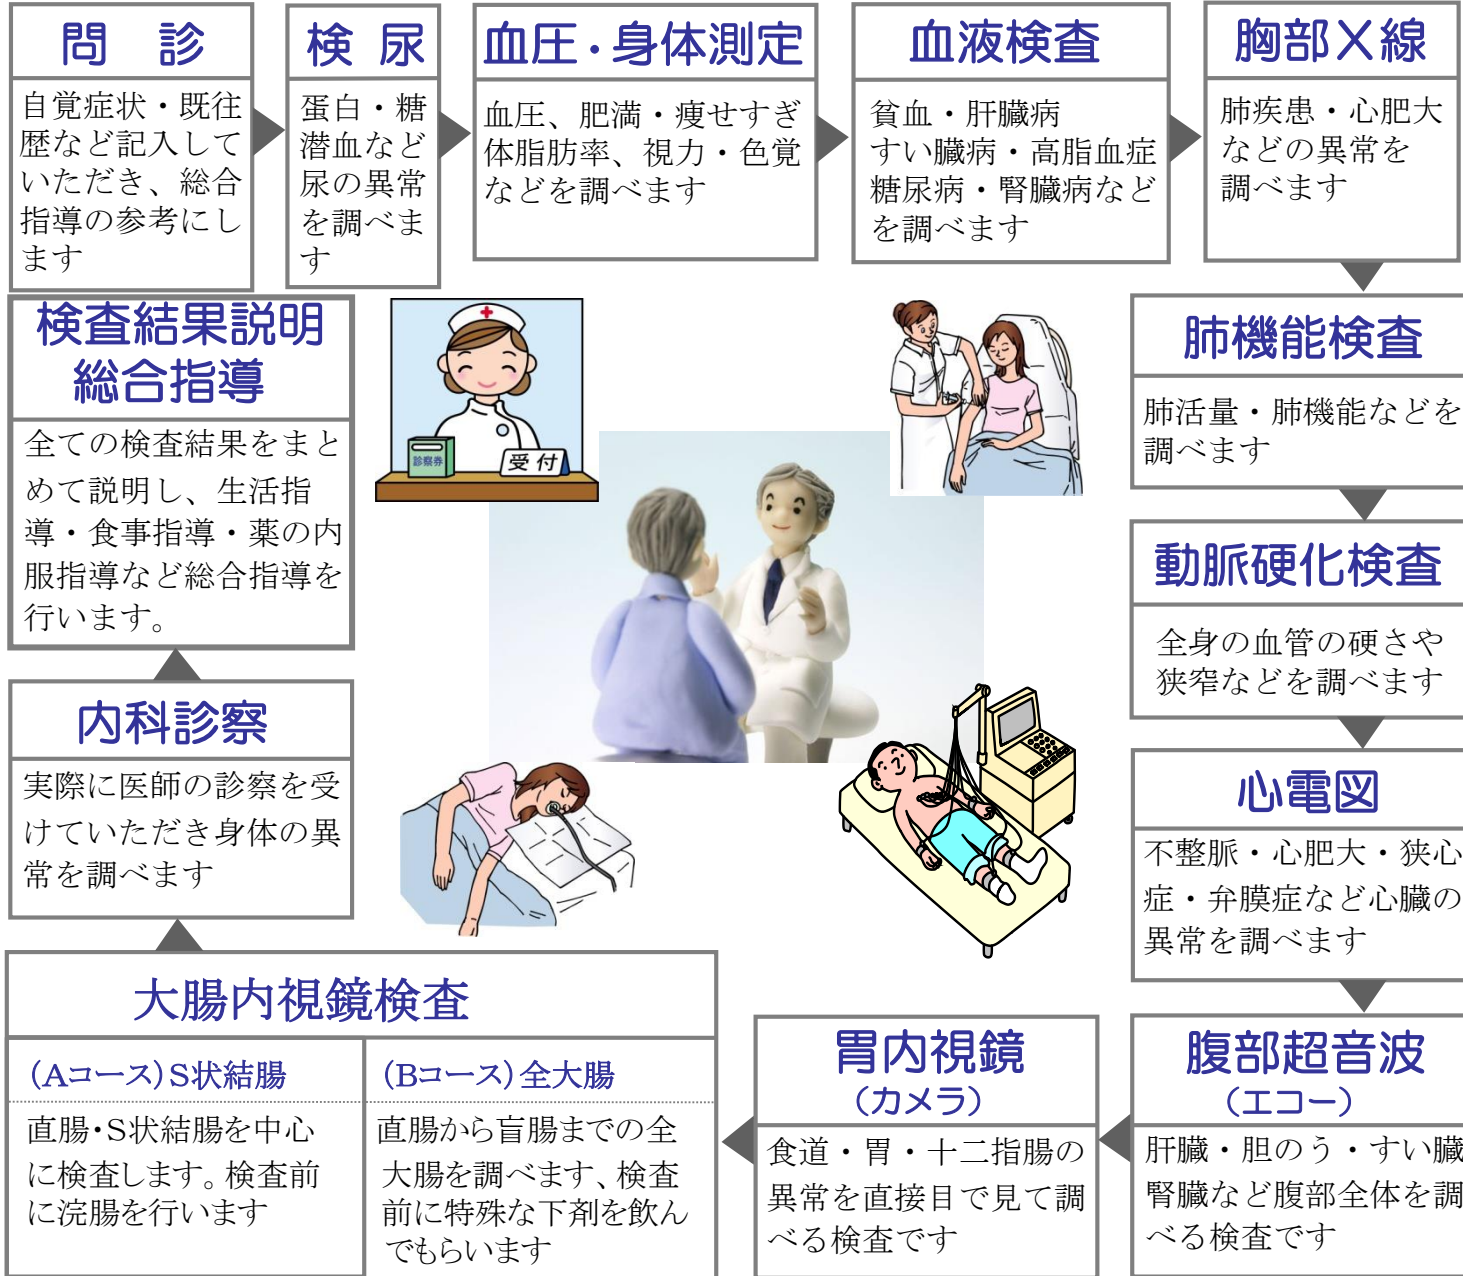 問 診
自覚症状・既往
歴など記入して
いただき、総合
指導の参考にし
ます
検 尿
蛋白・糖
潜血など
尿の異常
を調べま
す
血圧・身体測定
血圧、肥満・痩せすぎ
体脂肪率、視力・色覚
などを調べます
血液検査
貧血・肝臓病
すい臓病・高脂血症
糖尿病・腎臓病など
を調べます
胸部X線
肺疾患・心肥大
などの異常を
調べます
肺機能検査
肺活量・肺機能などを
調べます
動脈硬化検査
全身の血管の硬さや
狭窄などを調べます
心電図
不整脈・心肥大・狭心
症・弁膜症など心臓の
異常を調べます
腹部超音波
(エコー)
肝臓・胆のう・すい臓
腎臓など腹部全体を調
べる検査です
胃内視鏡
(カメラ)
食道・胃・十二指腸の
異常を直接目で見て調
べる検査です
大腸内視鏡検査
(Aコース)S状結腸
直腸・S状結腸を中心
に検査します。検査前
に浣腸を行います
(Bコース)全大腸
直腸から盲腸までの全
大腸を調べます、検査
前に特殊な下剤を飲ん
でもらいます
内科診察
実際に医師の診察を受
けていただき身体の異
常を調べます
検査結果説明
総合指導
全ての検査結果をまと
めて説明し、生活指
導・食事指導・薬の内
服指導など総合指導を
行います。
診察券
受付